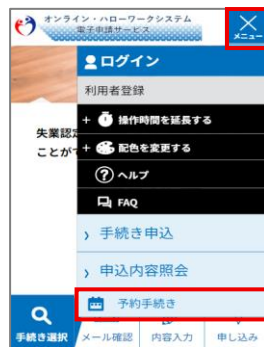 オンライン・ハローワークシステム
電子申請サービス
メニュー
ログイン
利用者登録
+ 操作時間を延長する
失業認定
+ 配色を変更する
ことがで
ヘルプ
FAQ
手続き申込
申込内容照会
予約手続き
手続き選択
メール確認
内容入力
申し込み